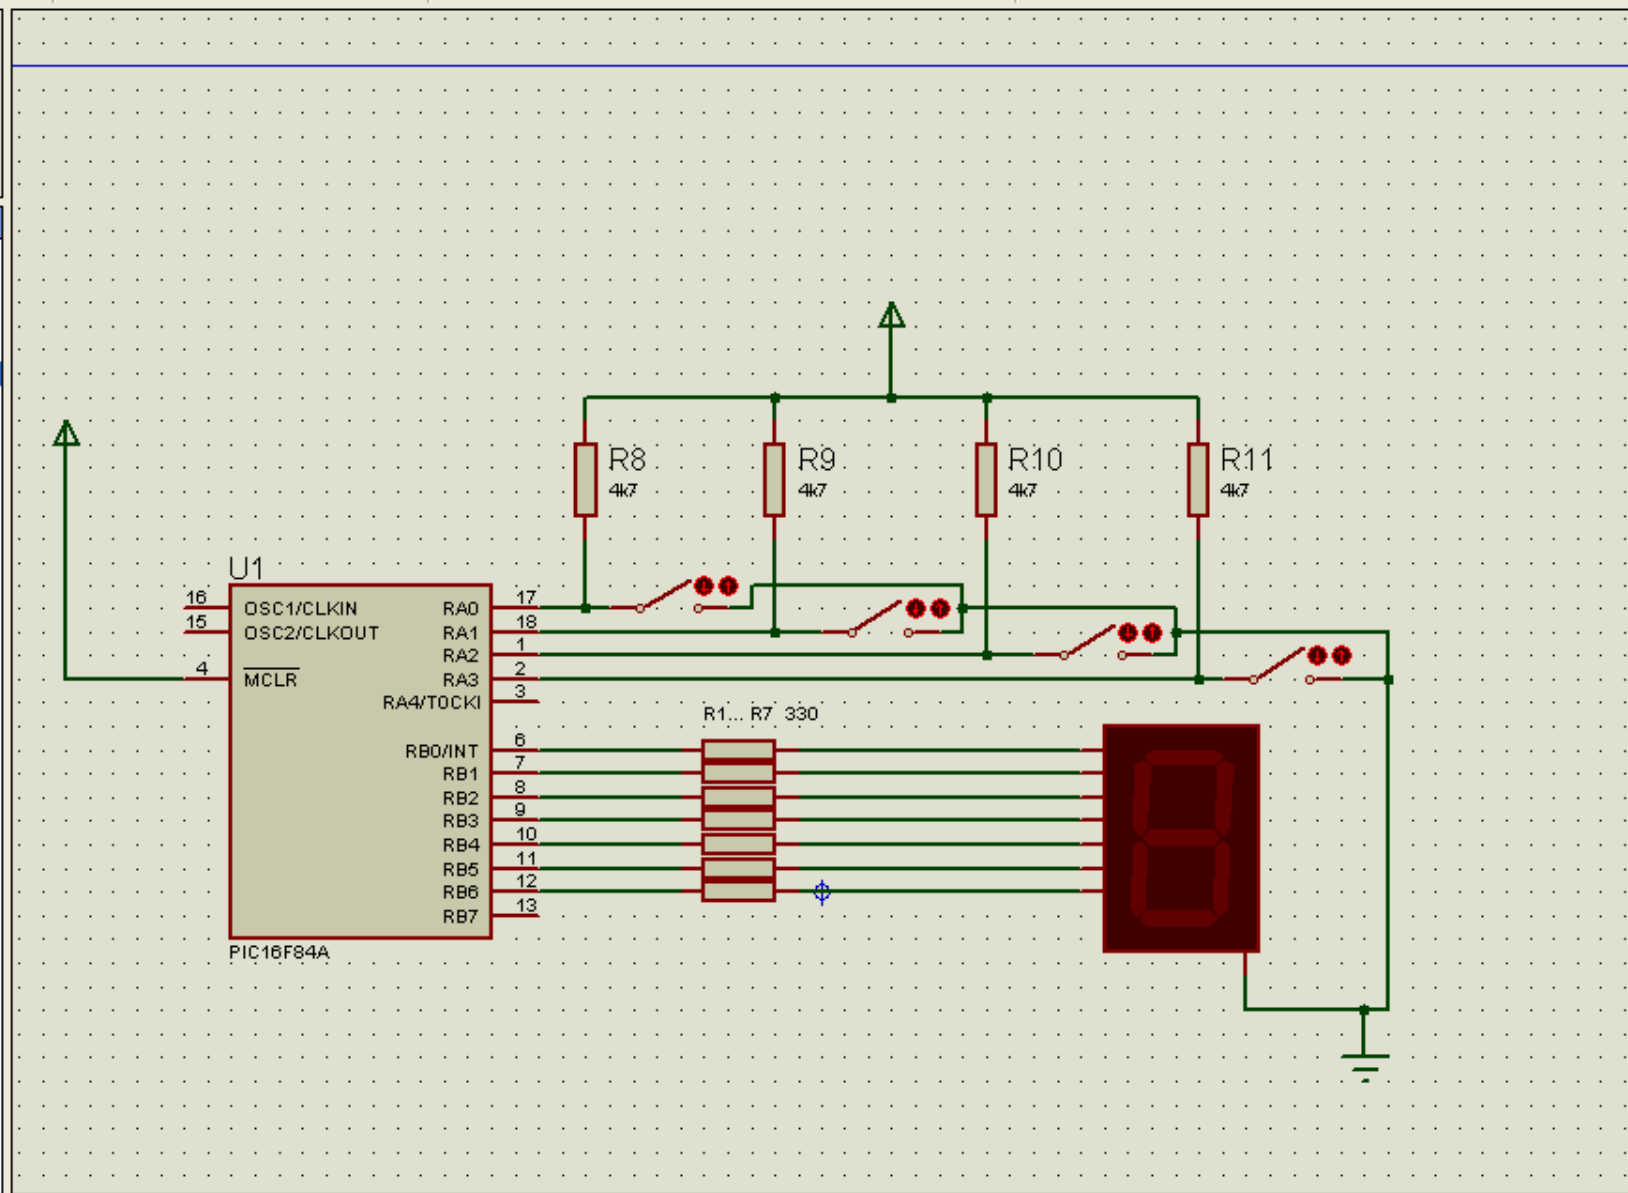 R8
4k7
R9
4k7
R10
4k7
R11
4k7
U1
16
OSC1/CLKIN
15
OSC2/CLKOUT
4
MCLR
RA0
17
RA1
18
RA2
1
RA3
2
RA4/T0CKI
3
RB0/INT
6
RB1
7
RB2
8
RB3
9
RB4
10
RB5
11
RB6
12
RB7
13
PIC16F84A
R1... R7 330